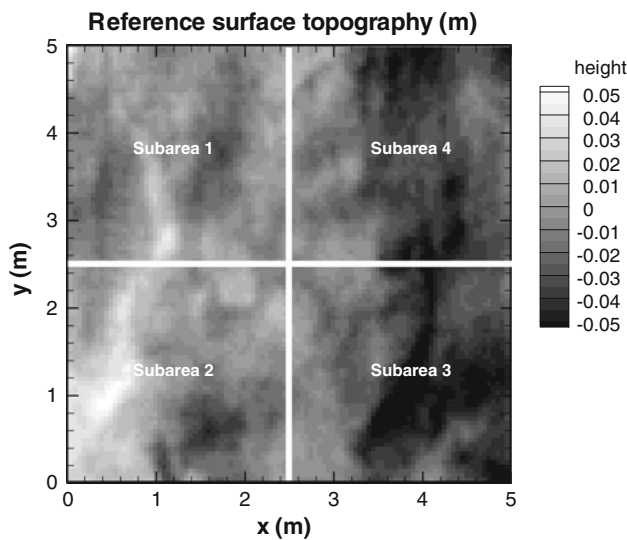 Reference surface topography (m)
5
4
3
2
1
0
y (m)
0
1
2
3
4
5
x (m)
Subarea 1
Subarea 4
Subarea 2
Subarea 3
height
0.05
0.04
0.03
0.02
0.01
0
-0.01
-0.02
-0.03
-0.04
-0.05